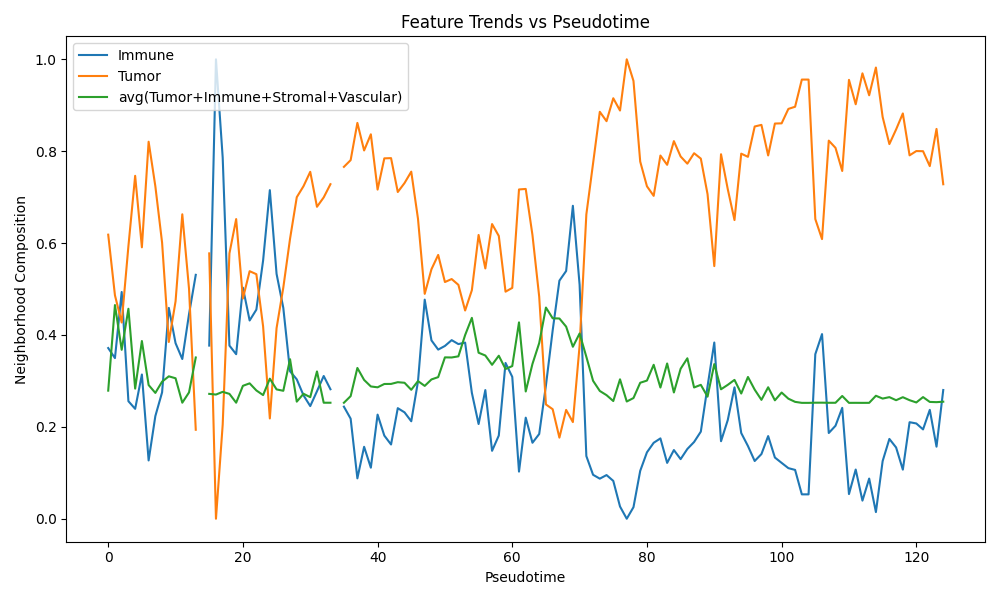 Feature Trends vs Pseudotime
Immune
Tumor
avg(Tumor+Immune+Stromal+Vascular)
Neighborhood Composition
1.0
0.8
0.6
0.4
0.2
0.0
0
20
40
60
80
100
120
Pseudotime